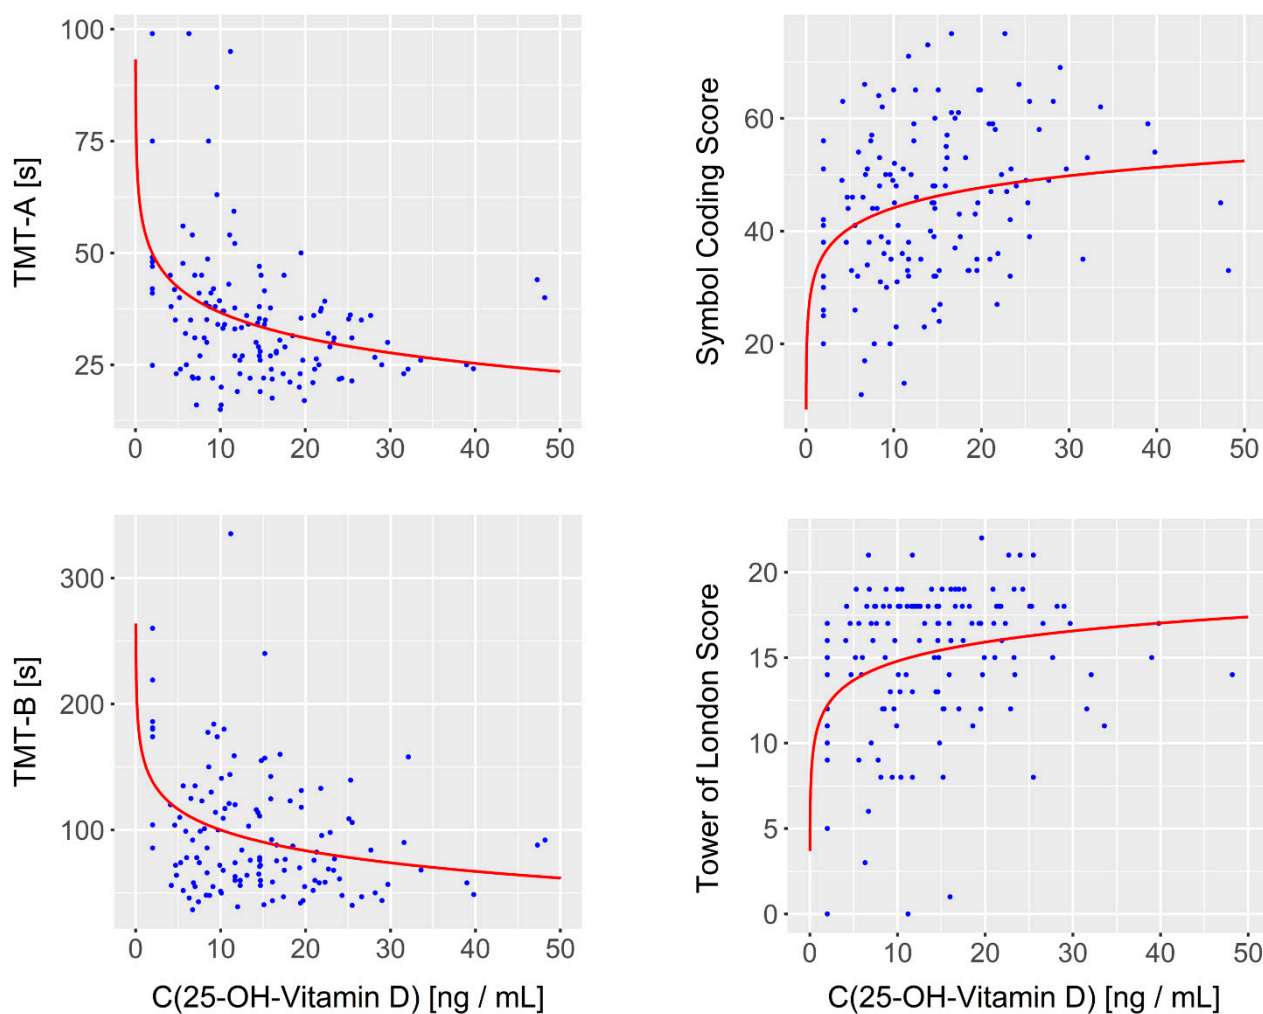 TMT-A [s]
100
75
50
25
0 10 20 30 40 50
Symbol Coding Score
60
40
20
0 10 20 30 40 50
TMT-B [s]
300
200
100
0 10 20 30 40 50
C(25-OH-Vitamin D) [ng / mL]
Tower of London Score
20
15
10
5
0
0 10 20 30 40 50
C(25-OH-Vitamin D) [ng / mL]